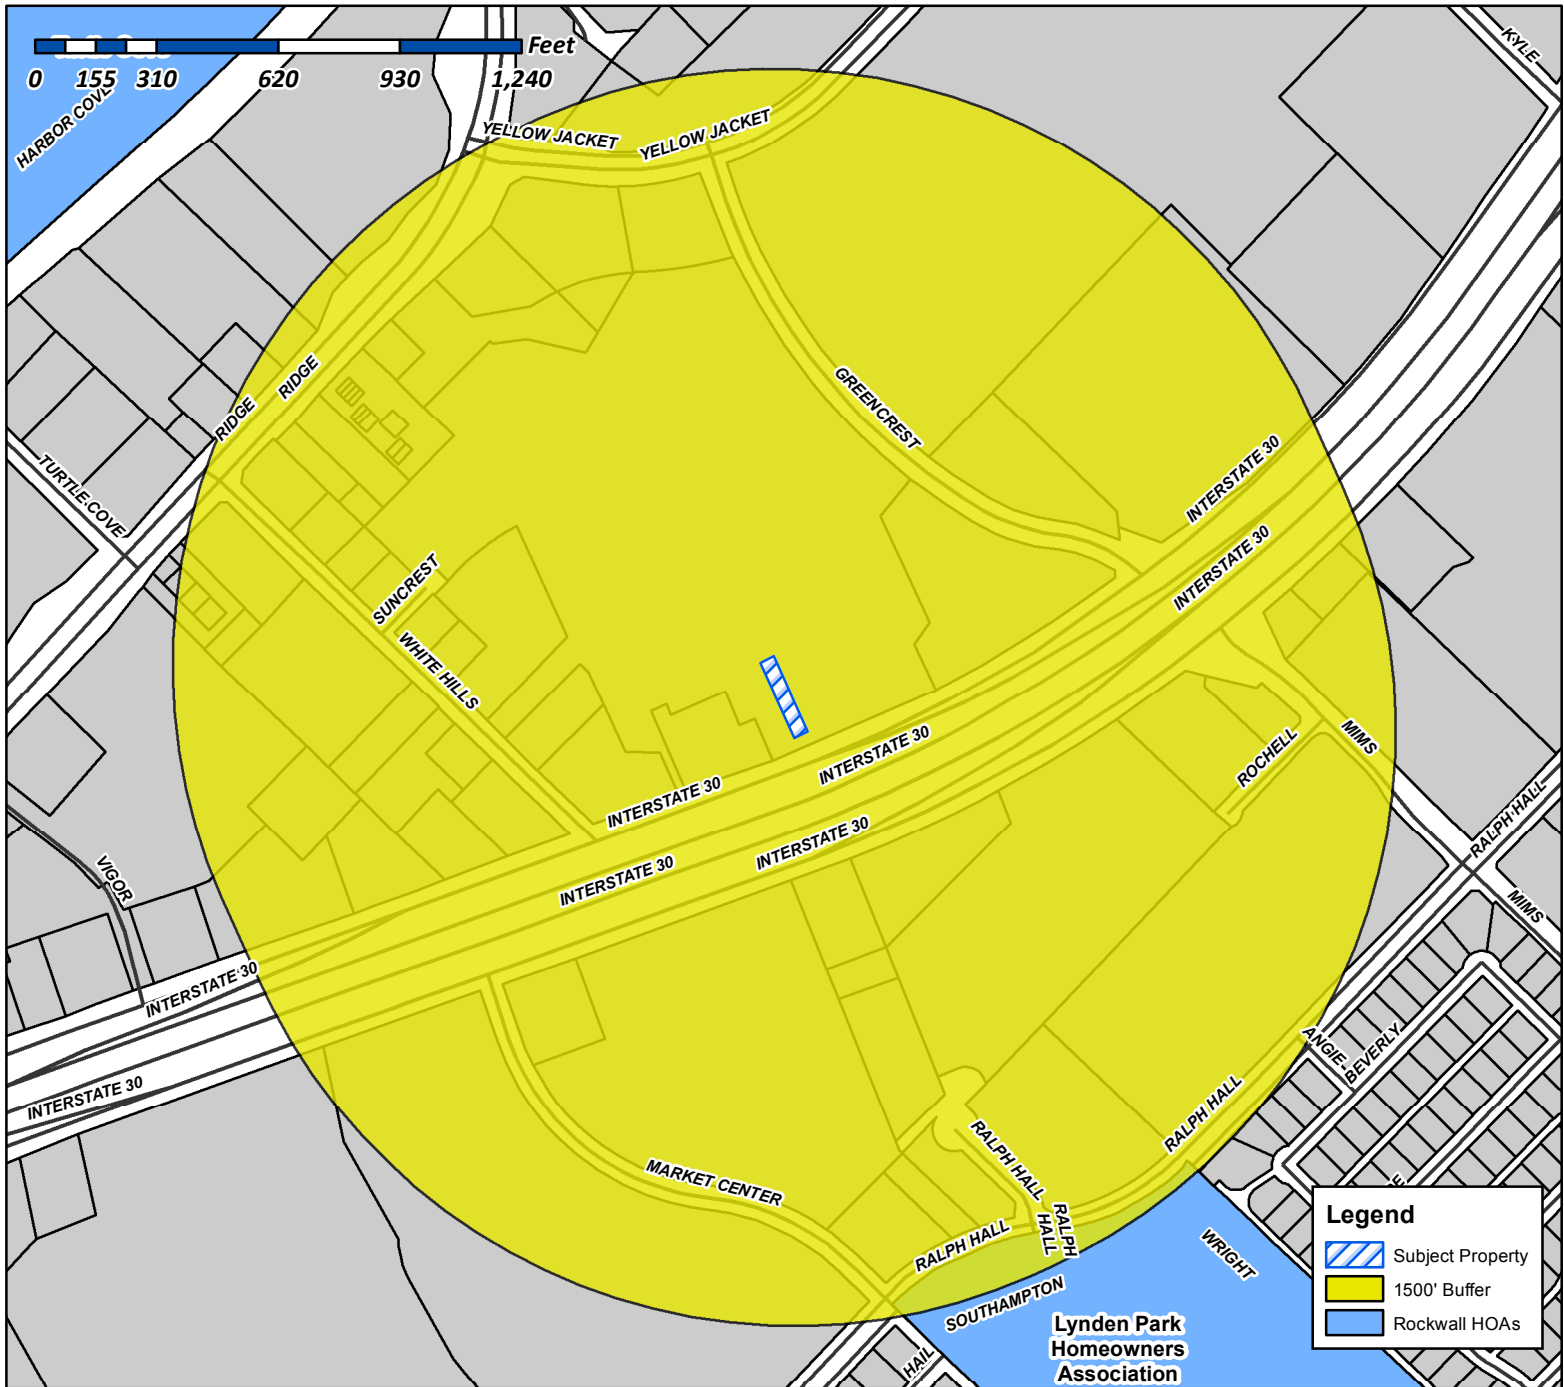 KYLE
Feet
0 155 310 620 930 1,240
HARBOR COVE
YELLOW JACKET
YELLOW JACKET
RIDGE
RIDGE
GREENCREST
TURTLE COVE
INTERSTATE 30
INTERSTATE 30
SUNCREST
WHITE HILLS
INTERSTATE 30
INTERSTATE 30
MIMS
ROCHELL
RALPH HALL
INTERSTATE 30
INTERSTATE 30
VIGOR
MIMS
INTERSTATE 30
INTERSTATE 30
ANGIE
BEVERLY
RALPH HALL
RALPH HALL
MARKET CENTER
RALPH HALL
RALPH HALL
WRIGHT
SOUTHAMPTON
HAIL
Lynden Park
Homeowners
Association
Legend
Subject Property
1500' Buffer
Rockwall HOAs